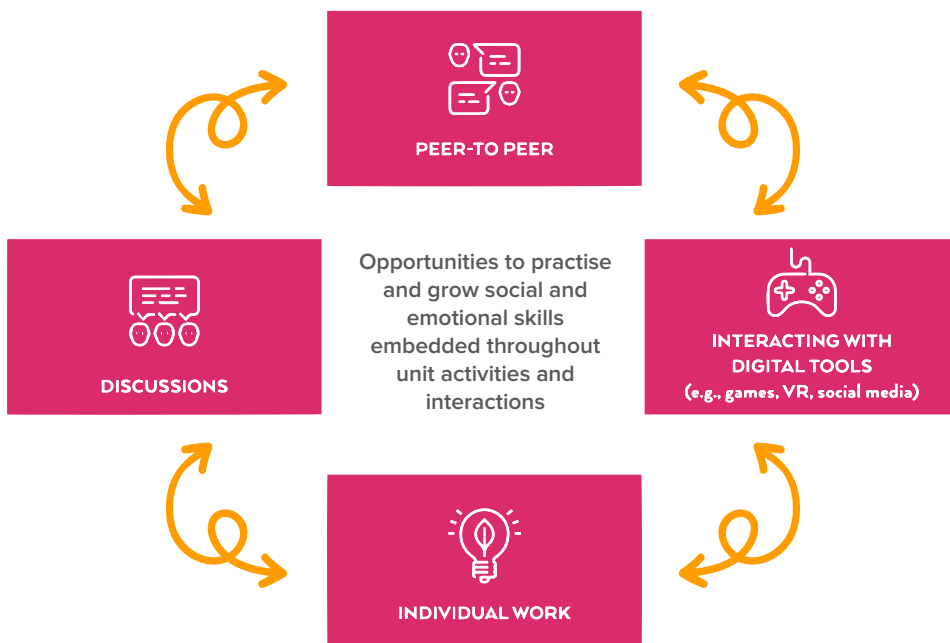 PEER-TO PEER
DISCUSSIONS
Opportunities to practise
and grow social and
emotional skills
embedded throughout
unit activities and
interactions
INTERACTING WITH
DIGITAL TOOLS
(e.g., games, VR, social media)
INDIVIDUAL WORK